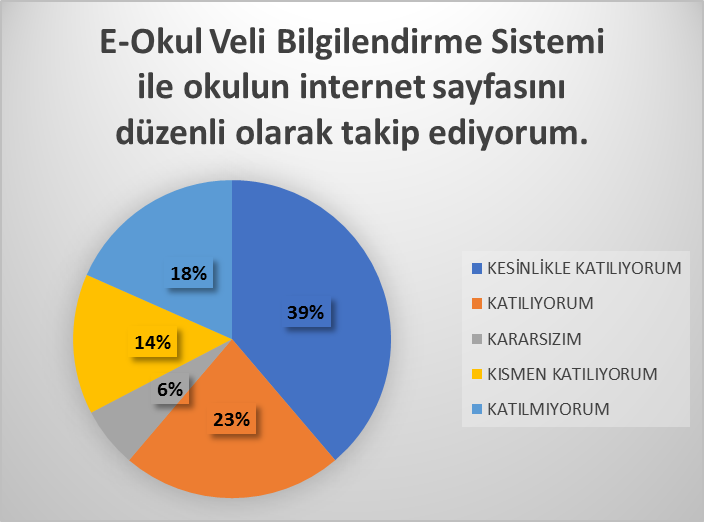 E-Okul Veli Bilgilendirme Sistemi
ile okulun internet sayfasını
düzenli olarak takip ediyorum.
18%
39%
14%
6%
23%
KESİNLİKLE KATILIYORUM
KATILIYORUM
KARARSIZIM
KISMEN KATILIYORUM
KATILMIYORUM